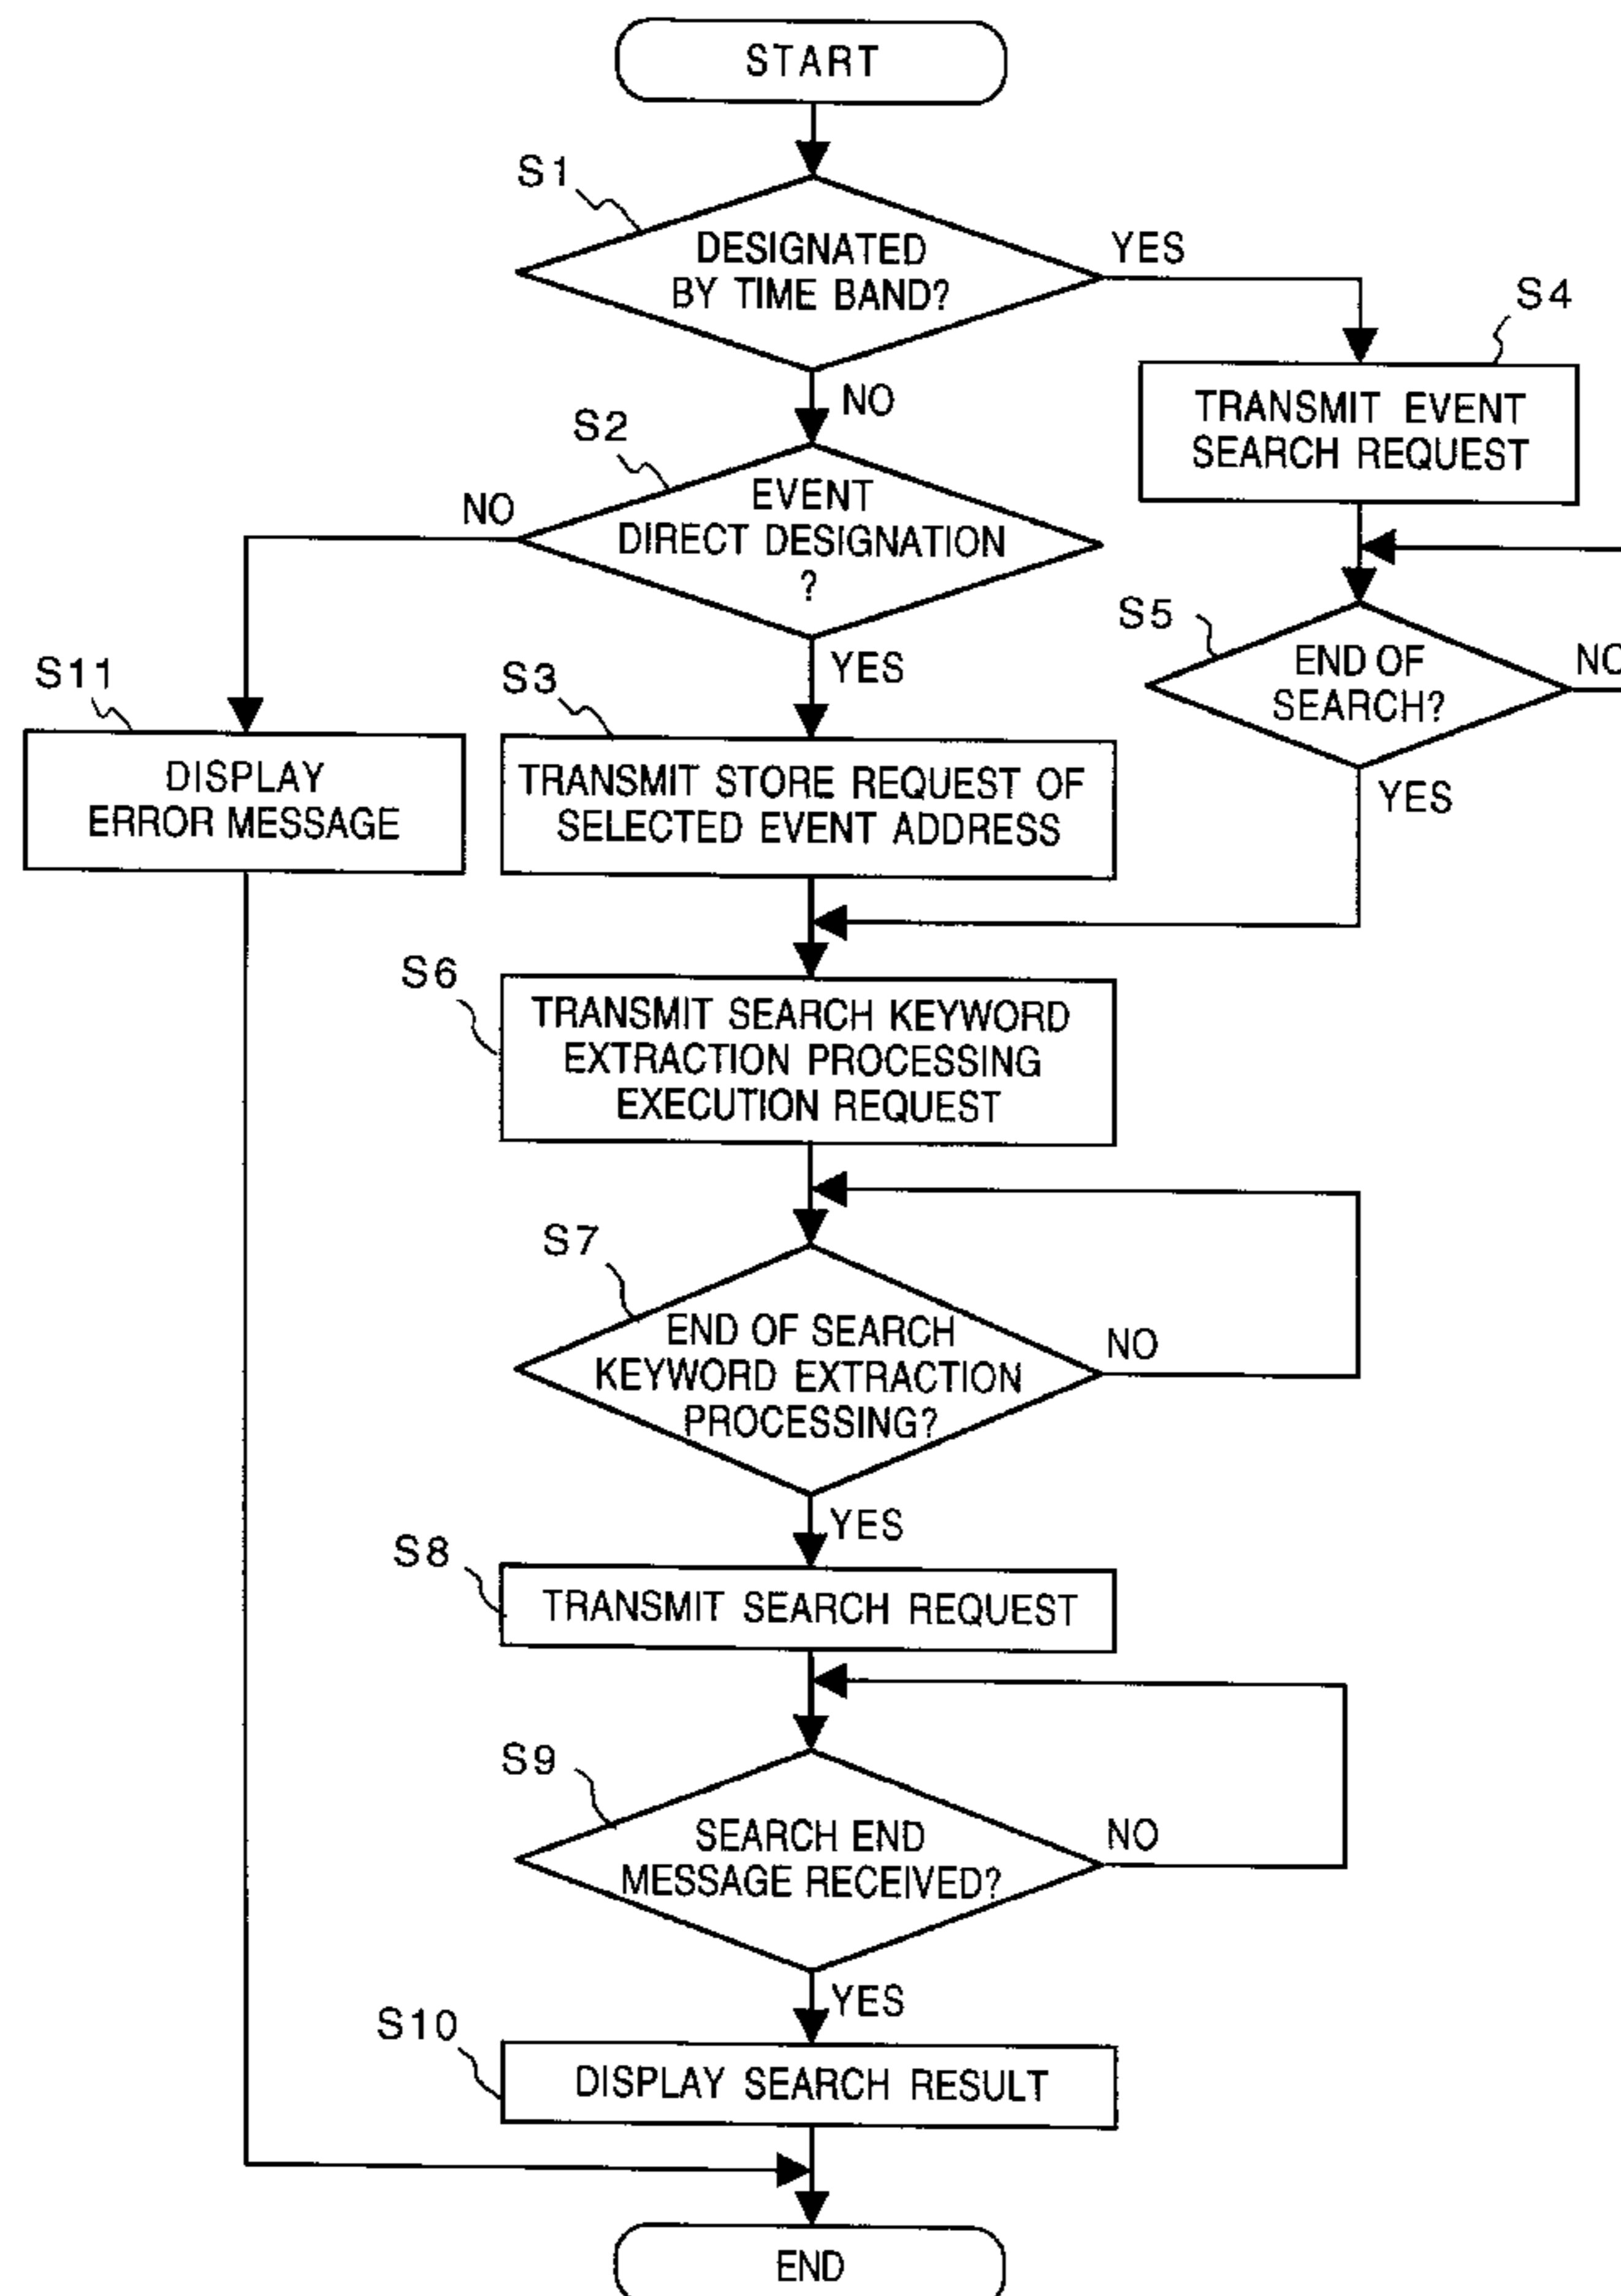 START
S1
DESIGNATED
BY TIME BAND?
YES
S4
TRANSMIT EVENT
SEARCH REQUEST
NO
S2
EVENT
DIRECT DESIGNATION
?
NO
YES
S5
END OF
SEARCH?
NO
YES
S11
DISPLAY
ERROR MESSAGE
S3
TRANSMIT STORE REQUEST OF
SELECTED EVENT ADDRESS
S6
TRANSMIT SEARCH KEYWORD
EXTRACTION PROCESSING
EXECUTION REQUEST
S7
END OF SEARCH
KEYWORD EXTRACTION
PROCESSING?
NO
YES
S8
TRANSMIT SEARCH REQUEST
S9
SEARCH END
MESSAGE RECEIVED?
NO
YES
S10
DISPLAY SEARCH RESULT
END